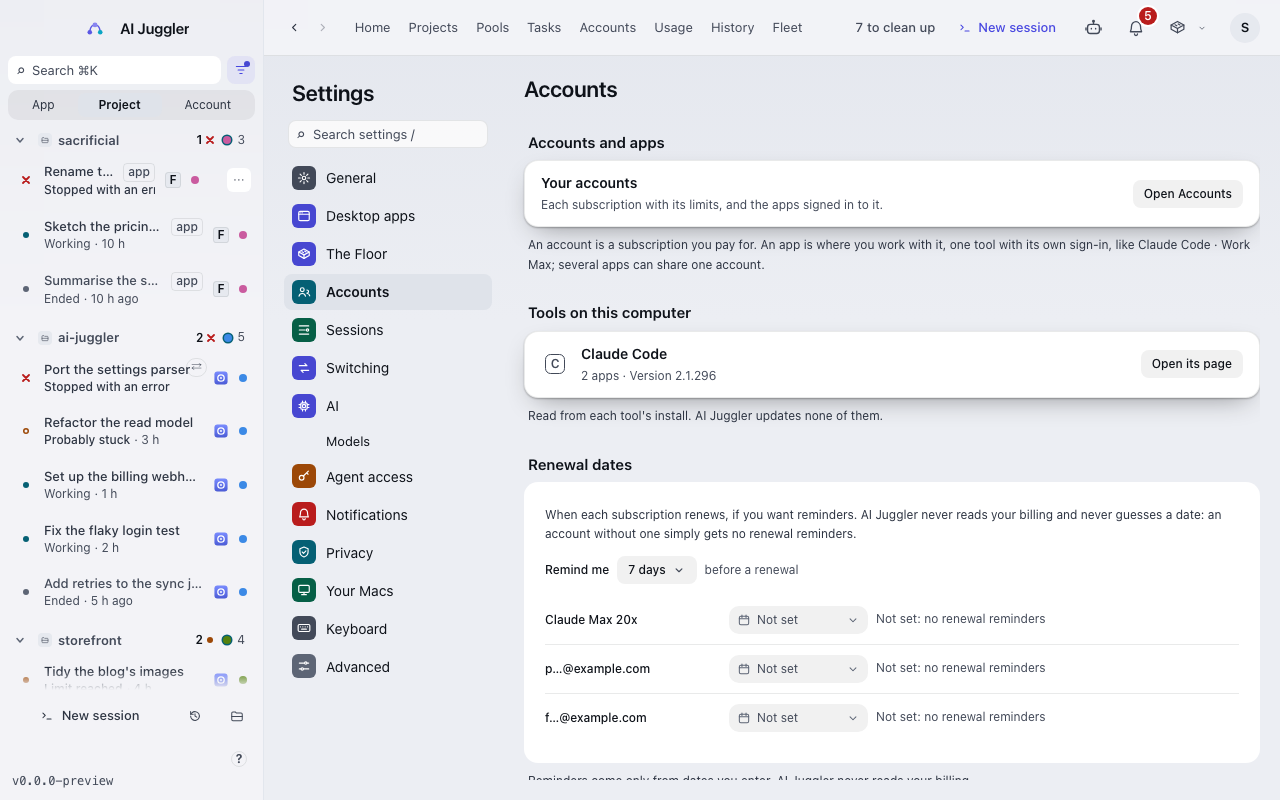 AI Juggler
Search ⌘K
App Project Account
sacrificial 1 3
Rename t... app F
Stopped with an err
Sketch the pricin... app F
Working · 10 h
Summarise the s... app F
Ended · 10 h ago
ai-juggler 2 5
Port the settings parser
Stopped with an error
Refactor the read model
Probably stuck · 3 h
Set up the billing webh...
Working · 1 h
Fix the flaky login test
Working · 2 h
Add retries to the sync j...
Ended · 5 h ago
storefront 2 4
Tidy the blog's images
New session
?
v0.0.0-preview
Home Projects Pools Tasks Accounts Usage History Fleet 7 to clean up New session 5 S
Settings
Search settings /
General
Desktop apps
The Floor
Accounts
Sessions
Switching
AI
Models
Agent access
Notifications
Privacy
Your Macs
Keyboard
Advanced
Accounts
Accounts and apps
Your accounts
Each subscription with its limits, and the apps signed in to it.
Open Accounts
An account is a subscription you pay for. An app is where you work with it, one tool with its own sign-in, like Claude Code · Work
Max; several apps can share one account.
Tools on this computer
C
Claude Code
2 apps · Version 2.1.296
Open its page
Read from each tool's install. AI Juggler updates none of them.
Renewal dates
When each subscription renews, if you want reminders. AI Juggler never reads your billing and never guesses a date: an
account without one simply gets no renewal reminders.
Remind me 7 days before a renewal
Claude Max 20x Not set Not set: no renewal reminders
p...@example.com Not set Not set: no renewal reminders
f...@example.com Not set Not set: no renewal reminders
Reminders come only from dates you enter. AI Juggler never reads your billing.